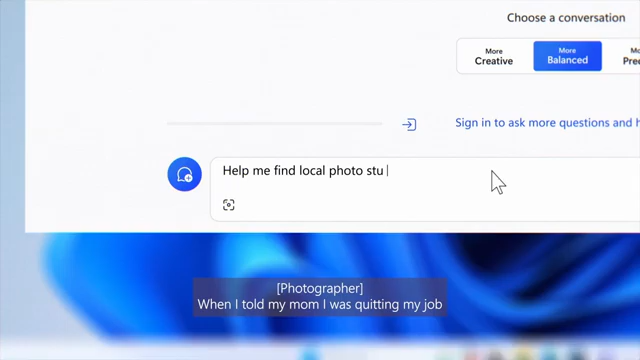 Choose a conversation
More
Creative
More
Balanced
More
Sign in to ask more questions and
Help me find local photo stu
[Photographer]
When I told my mom I was quitting my job